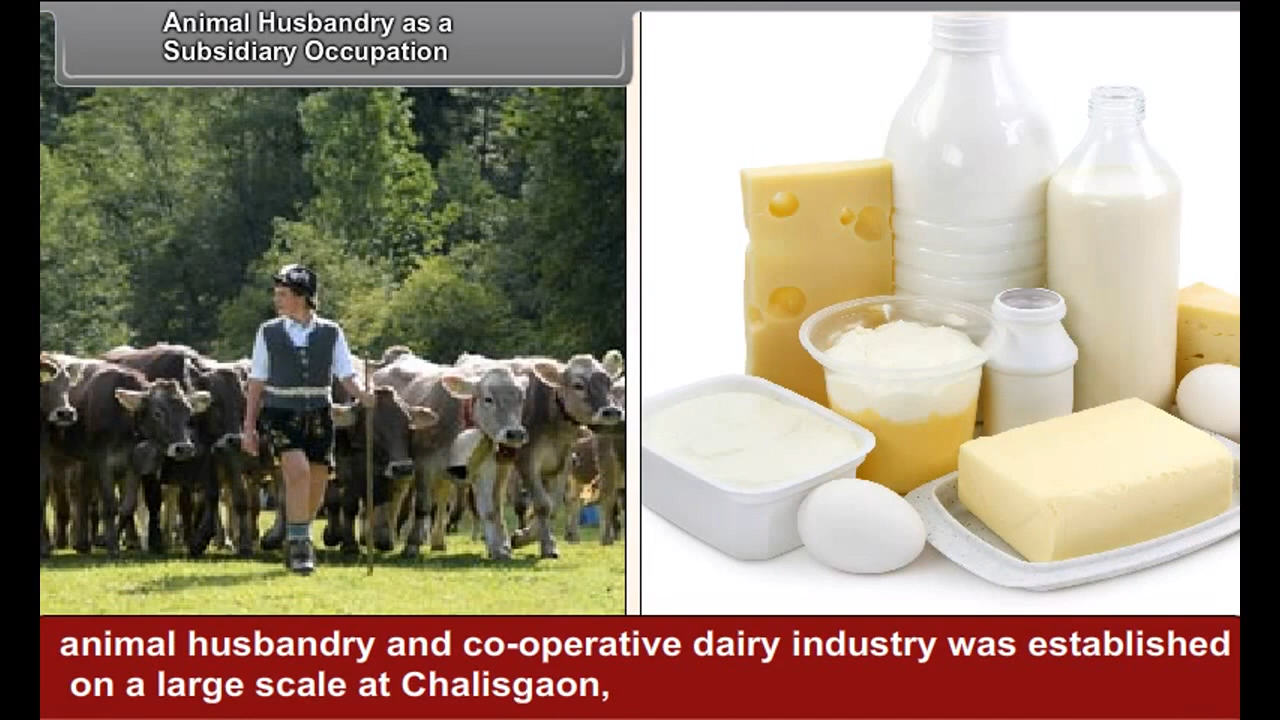 Animal Husbandry as a
Subsidiary Occupation
animal husbandry and co-operative dairy industry was established
on a large scale at Chalisgaon,